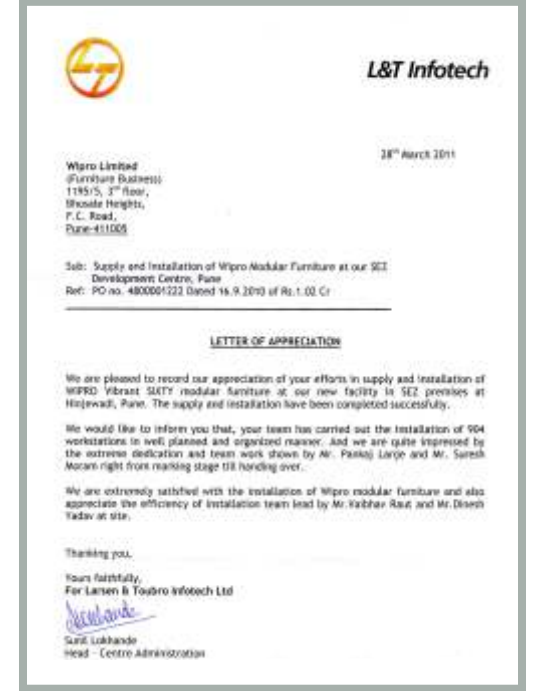 L&T Infotech
28th March 2011
Wipro Limited
(Furniture Business)
1195/5, 3rd floor,
Bhosale Heights,
F.C. Road,
Pune-411005
Sub: Supply and Installation of Wipro Modular Furniture at our SEZ
Development Centre, Pune
Ref: PO no. 4800001222 Dated 16.9.2010 of Rs.1.02 Cr
LETTER OF APPRECIATION
We are pleased to record our appreciation of your efforts in supply and installation of
WIPRO Vibrant SIXTY modular furniture at our new facility in SEZ premises at
Hinjewadi, Pune. The supply and installation have been completed successfully.
We would like to inform you that, your team has carried out the installation of 904
workstations in well planned and organized manner. And we are quite impressed by
the extreme dedication and team work shown by Mr. Pankaj Lanje and Mr. Suresh
Moram right from marking stage till handing over.
We are extremely satisfied with the installation of Wipro modular furniture and also
appreciate the efficiency of installation team lead by Mr.Vaibhav Raut and Mr.Dinesh
Yadav at site.
Thanking you,
Yours faithfully,
For Larsen & Toubro Infotech Ltd
Sunil Lokhande
Head - Centre Administration